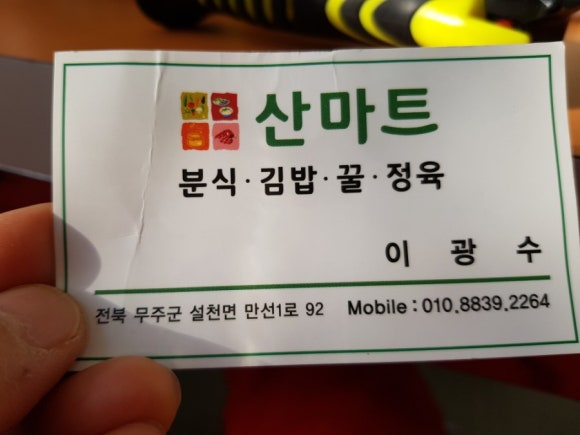 산마트
분식·김밥·꿀·정육
이 광 수
전북 무주군 설천면 만선1로 92 Mobile : 010.8839.2264